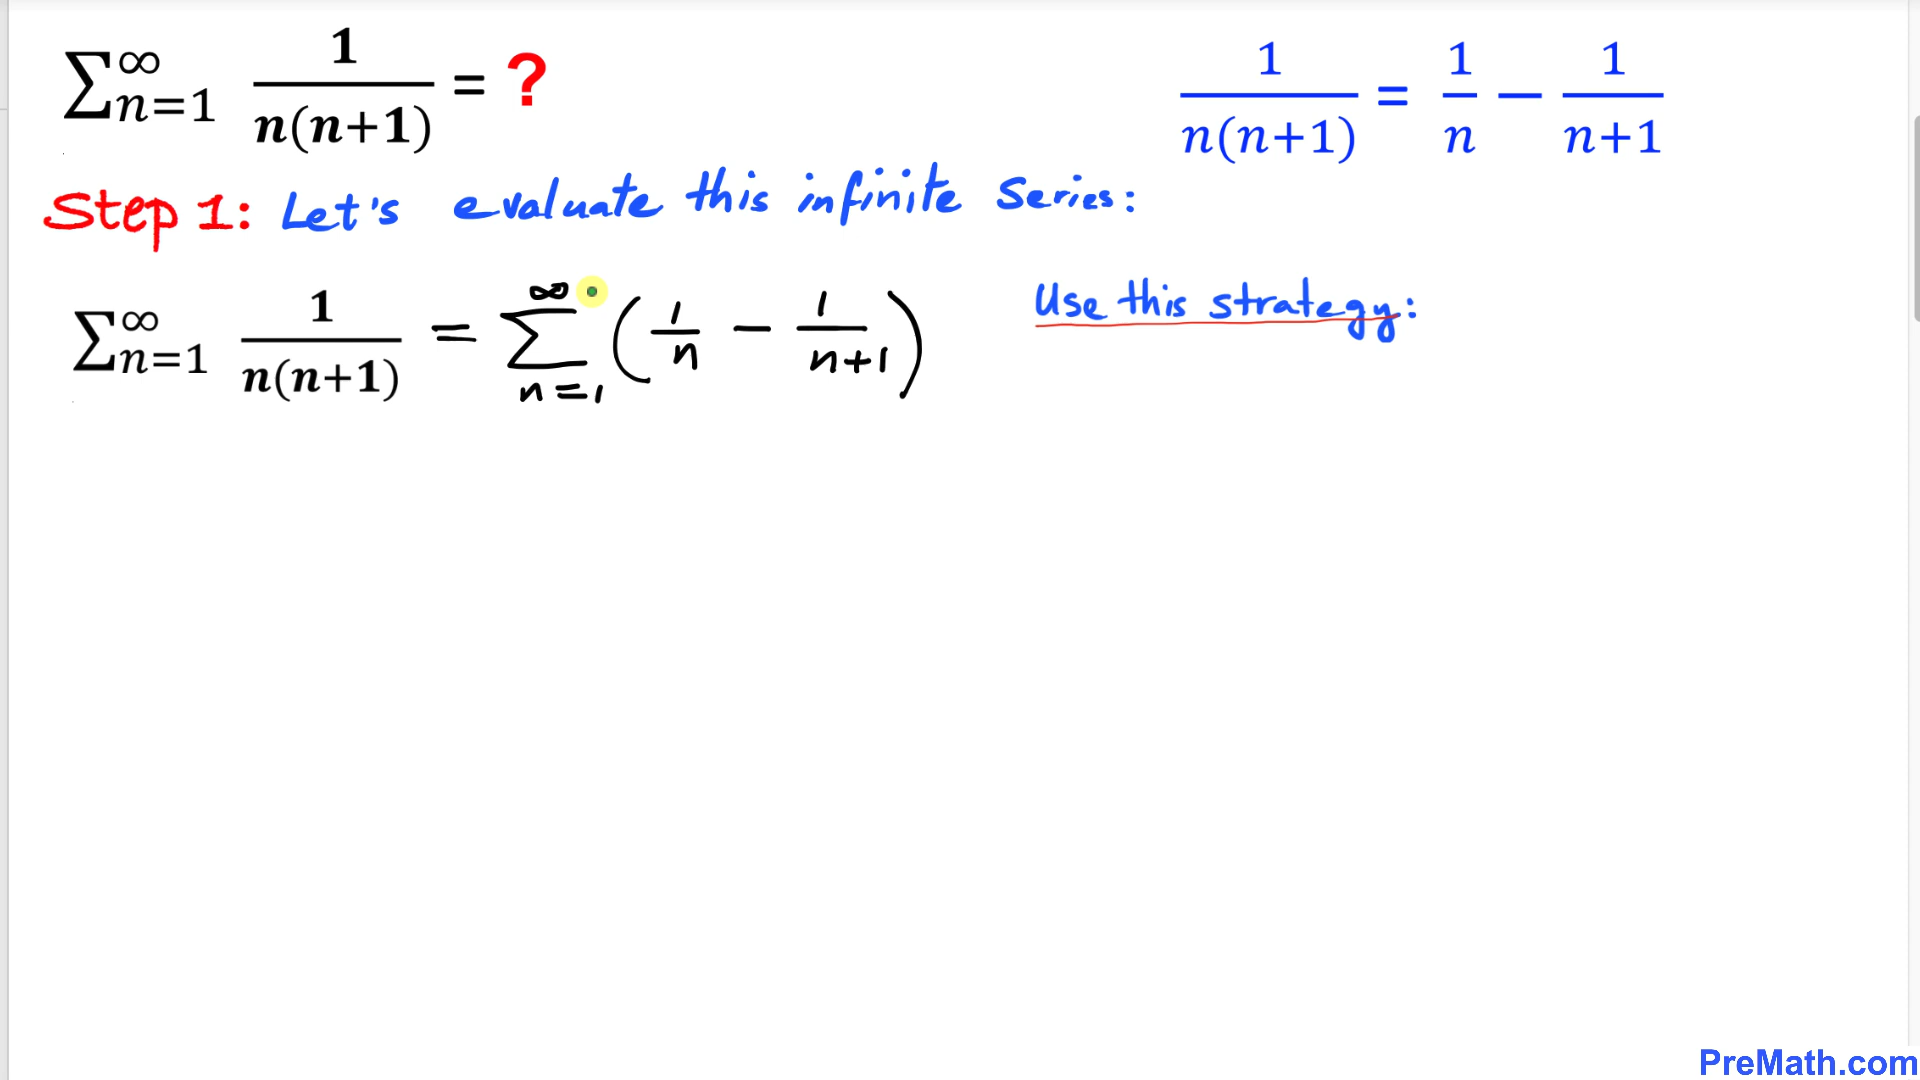 ∑_{n=1}^{∞} 1/(n(n+1)) = ?
1/(n(n+1)) = 1/n − 1/(n+1)
Step 1: Let's evaluate this infinite series:
∑_{n=1}^{∞} 1/(n(n+1)) = ∑_{n=1}^{∞} (1/n − 1/(n+1))
Use this strategy:
PreMath.com